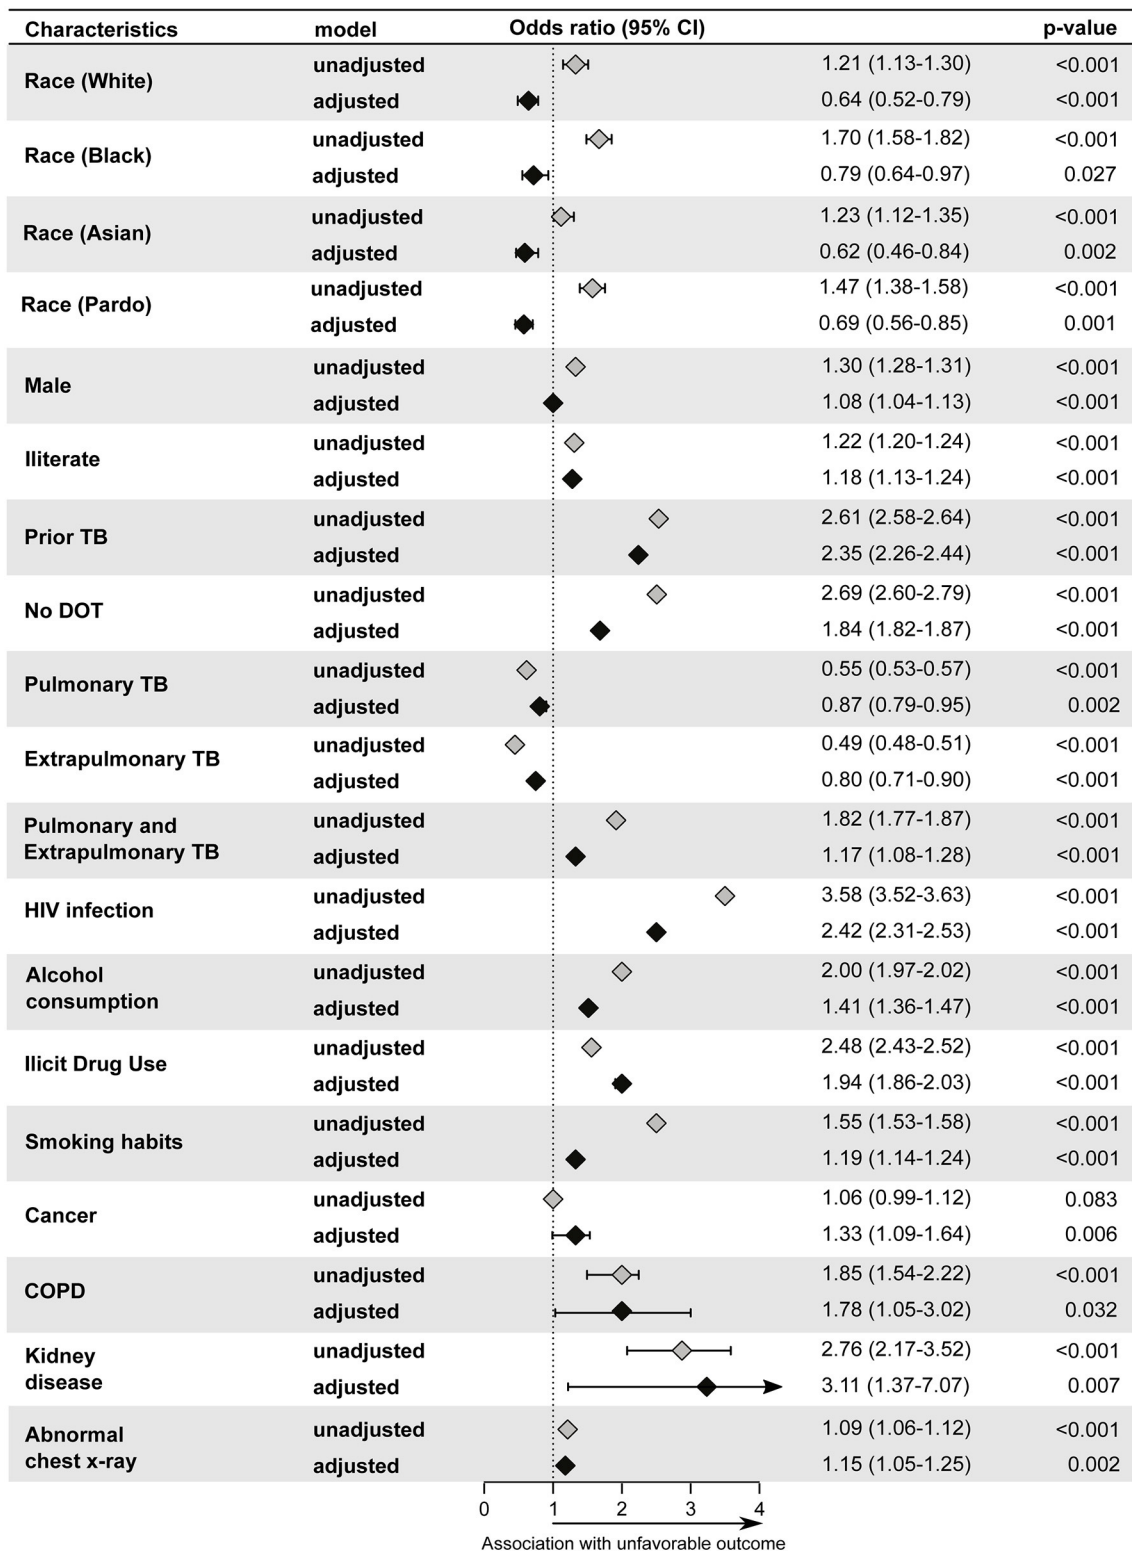 Characteristics model Odds ratio (95% CI) p-value
Race (White)
unadjusted 1.21 (1.13-1.30) <0.001
adjusted 0.64 (0.52-0.79) <0.001
Race (Black)
unadjusted 1.70 (1.58-1.82) <0.001
adjusted 0.79 (0.64-0.97) 0.027
Race (Asian)
unadjusted 1.23 (1.12-1.35) <0.001
adjusted 0.62 (0.46-0.84) 0.002
Race (Pardo)
unadjusted 1.47 (1.38-1.58) <0.001
adjusted 0.69 (0.56-0.85) 0.001
Male
unadjusted 1.30 (1.28-1.31) <0.001
adjusted 1.08 (1.04-1.13) <0.001
Iliterate
unadjusted 1.22 (1.20-1.24) <0.001
adjusted 1.18 (1.13-1.24) <0.001
Prior TB
unadjusted 2.61 (2.58-2.64) <0.001
adjusted 2.35 (2.26-2.44) <0.001
No DOT
unadjusted 2.69 (2.60-2.79) <0.001
adjusted 1.84 (1.82-1.87) <0.001
Pulmonary TB
unadjusted 0.55 (0.53-0.57) <0.001
adjusted 0.87 (0.79-0.95) 0.002
Extrapulmonary TB
unadjusted 0.49 (0.48-0.51) <0.001
adjusted 0.80 (0.71-0.90) <0.001
Pulmonary and
Extrapulmonary TB
unadjusted 1.82 (1.77-1.87) <0.001
adjusted 1.17 (1.08-1.28) <0.001
HIV infection
unadjusted 3.58 (3.52-3.63) <0.001
adjusted 2.42 (2.31-2.53) <0.001
Alcohol
consumption
unadjusted 2.00 (1.97-2.02) <0.001
adjusted 1.41 (1.36-1.47) <0.001
Ilicit Drug Use
unadjusted 2.48 (2.43-2.52) <0.001
adjusted 1.94 (1.86-2.03) <0.001
Smoking habits
unadjusted 1.55 (1.53-1.58) <0.001
adjusted 1.19 (1.14-1.24) <0.001
Cancer
unadjusted 1.06 (0.99-1.12) 0.083
adjusted 1.33 (1.09-1.64) 0.006
COPD
unadjusted 1.85 (1.54-2.22) <0.001
adjusted 1.78 (1.05-3.02) 0.032
Kidney
disease
unadjusted 2.76 (2.17-3.52) <0.001
adjusted 3.11 (1.37-7.07) 0.007
Abnormal
chest x-ray
unadjusted 1.09 (1.06-1.12) <0.001
adjusted 1.15 (1.05-1.25) 0.002
0 1 2 3 4
Association with unfavorable outcome